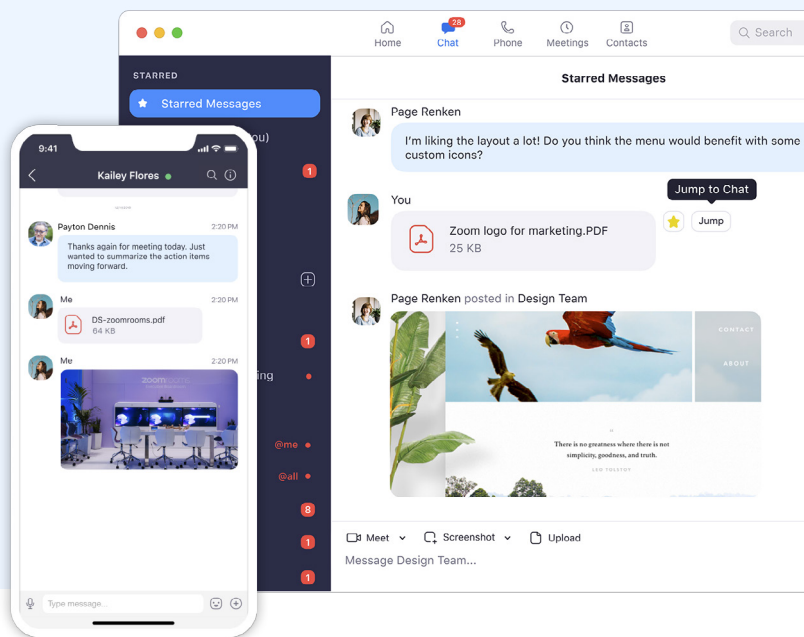 28
Home
Chat
Phone
Meetings
Contacts
Search
STARRED
Starred Messages
ou)
1
1
ing
@me
@all
8
1
1
Starred Messages
Page Renken
I'm liking the layout a lot! Do you think the menu would benefit with some
custom icons?
You
Zoom logo for marketing.PDF
25 KB
Jump to Chat
Jump
Page Renken posted in Design Team
CONTACT
ABOUT
"
There is no greatness where there is not
simplicity, goodness, and truth.
LEO TOLSTOY
Meet
Screenshot
Upload
Message Design Team...
9:41
Kailey Flores
Payton Dennis
2:20 PM
Thanks again for meeting today. Just
wanted to summarize the action items
moving forward.
Me
2:20 PM
DS-zoomrooms.pdf
64 KB
Me
2:20 PM
Type message...